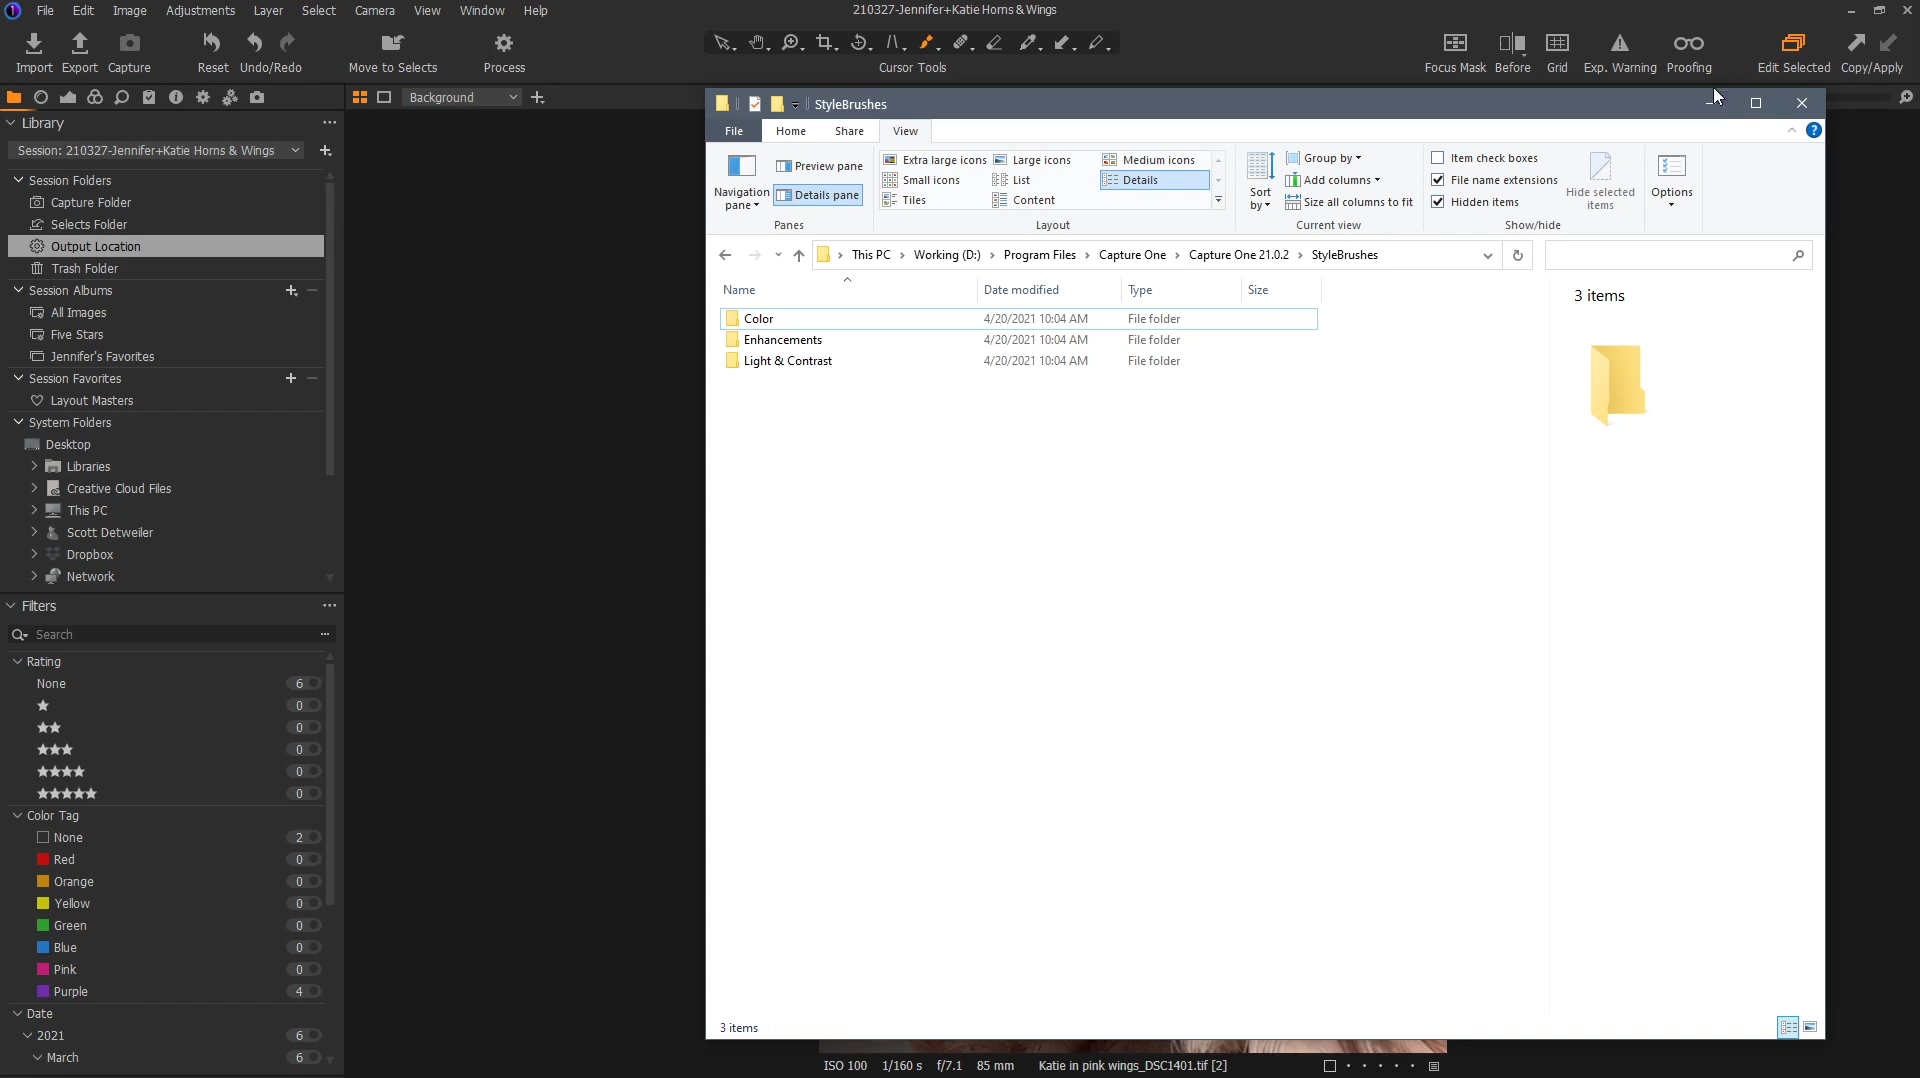 File Edit Image Adjustments Layer Select Camera View Window Help
210327-Jennifer+Katie Horns & Wings
Import Export Capture Reset Undo/Redo Move to Selects Process
Cursor Tools
Focus Mask Before Grid Exp. Warning Proofing Edit Selected Copy/Apply
Background
Library
Session: 210327-Jennifer+Katie Horns & Wings
Session Folders
Capture Folder
Selects Folder
Output Location
Trash Folder
Session Albums
All Images
Five Stars
Jennifer's Favorites
Session Favorites
Layout Masters
System Folders
Desktop
Libraries
Creative Cloud Files
This PC
Scott Detweiler
Dropbox
Network
Filters
Search
Rating
None 6
0
0
0
0
0
Color Tag
None 2
Red 0
Orange 0
Yellow 0
Green 0
Blue 0
Pink 0
Purple 4
Date
2021 6
March 6
StyleBrushes
File Home Share View
Navigation pane
Preview pane
Details pane
Panes
Extra large icons Large icons Medium icons
Small icons List Details
Tiles Content
Layout
Sort by
Group by
Add columns
Size all columns to fit
Current view
Item check boxes
File name extensions
Hidden items
Hide selected items
Show/hide
Options
This PC Working (D:) Program Files Capture One Capture One 21.0.2 StyleBrushes
Name Date modified Type Size
Color 4/20/2021 10:04 AM File folder
Enhancements 4/20/2021 10:04 AM File folder
Light & Contrast 4/20/2021 10:04 AM File folder
3 items
3 items
ISO 100 1/160 s f/7.1 85 mm Katie in pink wings_DSC1401.tif [2]